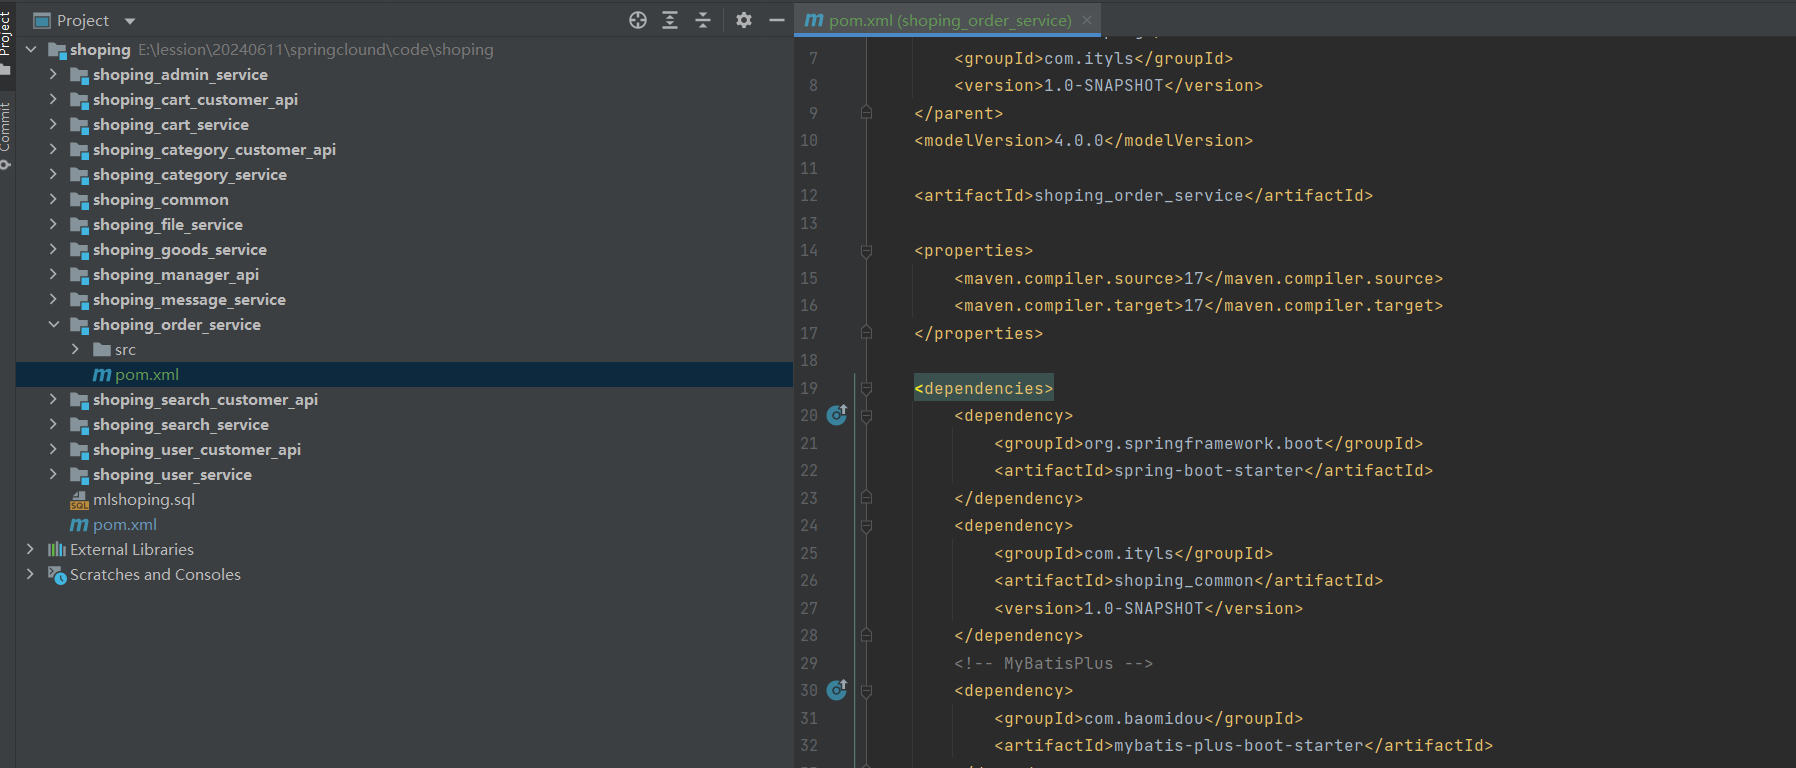 Project
Commit
Project
shoping E:\lession\20240611\springclound\code\shoping
shoping_admin_service
shoping_cart_customer_api
shoping_cart_service
shoping_category_customer_api
shoping_category_service
shoping_common
shoping_file_service
shoping_goods_service
shoping_manager_api
shoping_message_service
shoping_order_service
src
pom.xml
shoping_search_customer_api
shoping_search_service
shoping_user_customer_api
shoping_user_service
mlshoping.sql
pom.xml
External Libraries
Scratches and Consoles
pom.xml (shoping_order_service)
7 <groupId>com.ityls</groupId>
8 <version>1.0-SNAPSHOT</version>
9 </parent>
10 <modelVersion>4.0.0</modelVersion>
11
12 <artifactId>shoping_order_service</artifactId>
13
14 <properties>
15 <maven.compiler.source>17</maven.compiler.source>
16 <maven.compiler.target>17</maven.compiler.target>
17 </properties>
18
19 <dependencies>
20 <dependency>
21 <groupId>org.springframework.boot</groupId>
22 <artifactId>spring-boot-starter</artifactId>
23 </dependency>
24 <dependency>
25 <groupId>com.ityls</groupId>
26 <artifactId>shoping_common</artifactId>
27 <version>1.0-SNAPSHOT</version>
28 </dependency>
29 <!-- MyBatisPlus -->
30 <dependency>
31 <groupId>com.baomidou</groupId>
32 <artifactId>mybatis-plus-boot-starter</artifactId>